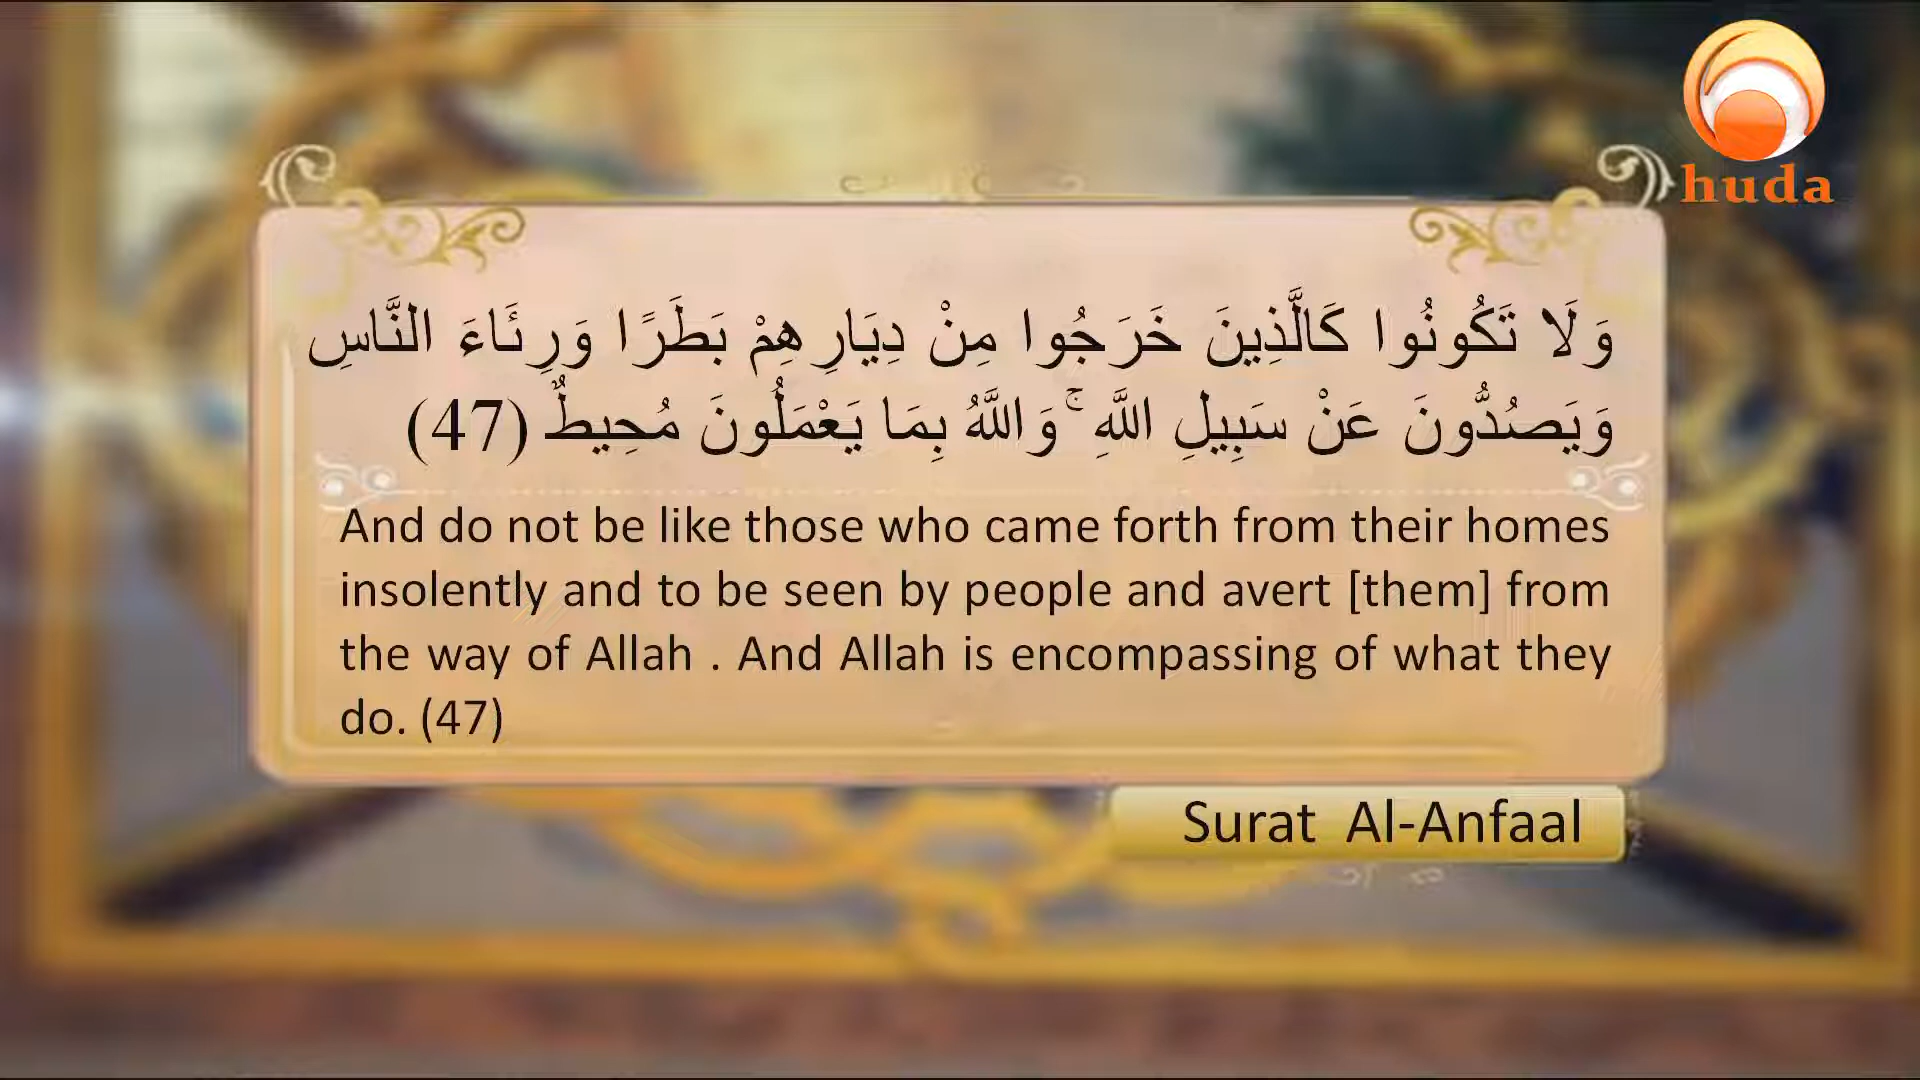 huda
وَلَا تَكُونُوا كَالَّذِينَ خَرَجُوا مِنْ دِيَارِهِمْ بَطَرًا وَرِئَاءَ النَّاسِ
وَيَصُدُّونَ عَنْ سَبِيلِ اللَّهِ ۚ وَاللَّهُ بِمَا يَعْمَلُونَ مُحِيطٌ (47)
And do not be like those who came forth from their homes
insolently and to be seen by people and avert [them] from
the way of Allah . And Allah is encompassing of what they
do. (47)
Surat Al-Anfaal